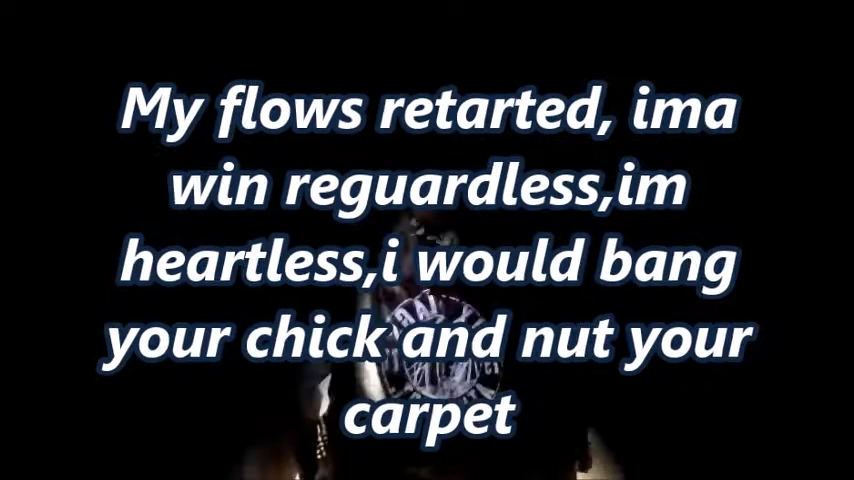 My flows retarted, ima
win reguardless,im
heartless,i would bang
your chick and nut your
carpet